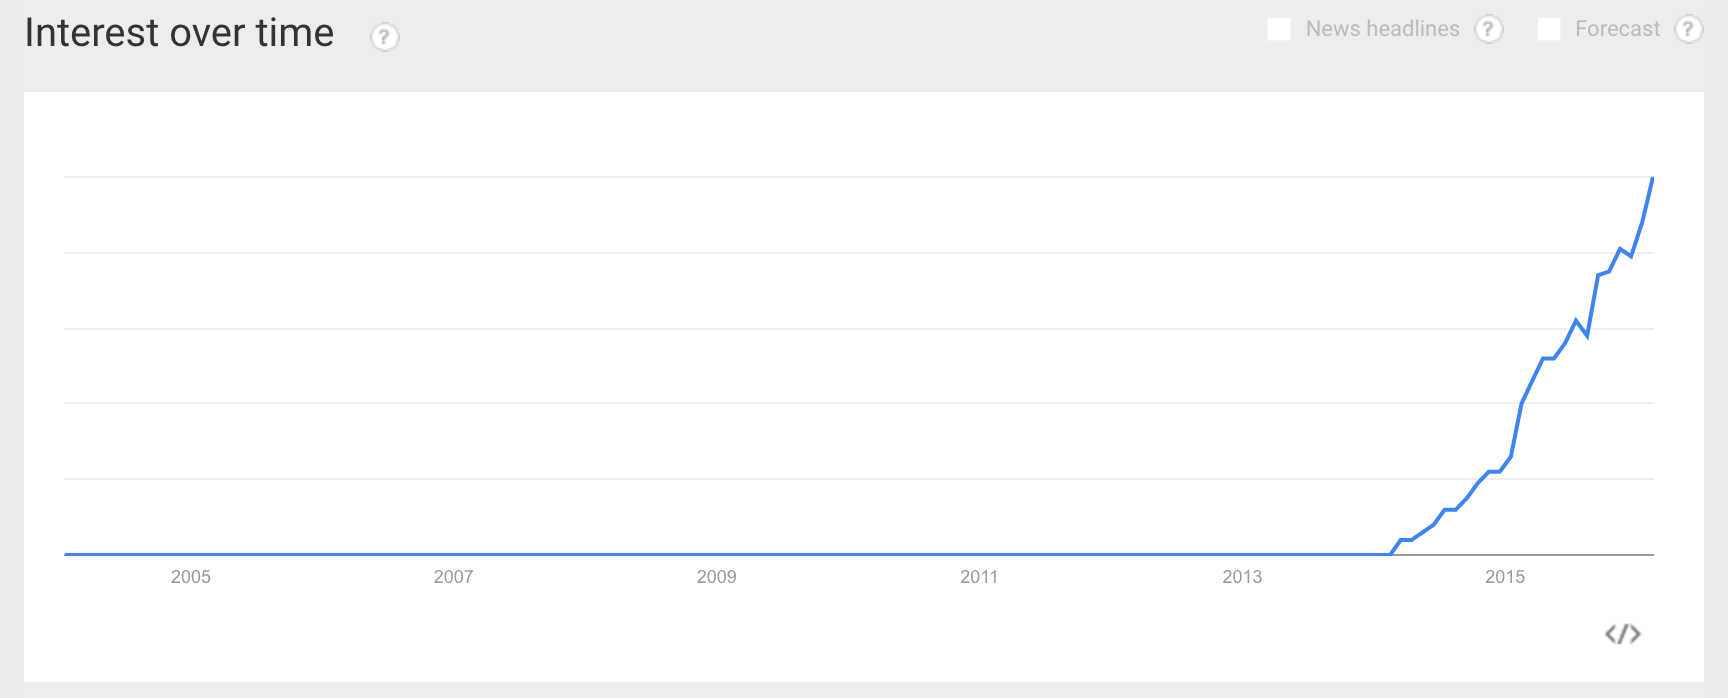 Interest over time ?
News headlines ? Forecast ?
2005 2007 2009 2011 2013 2015
</>